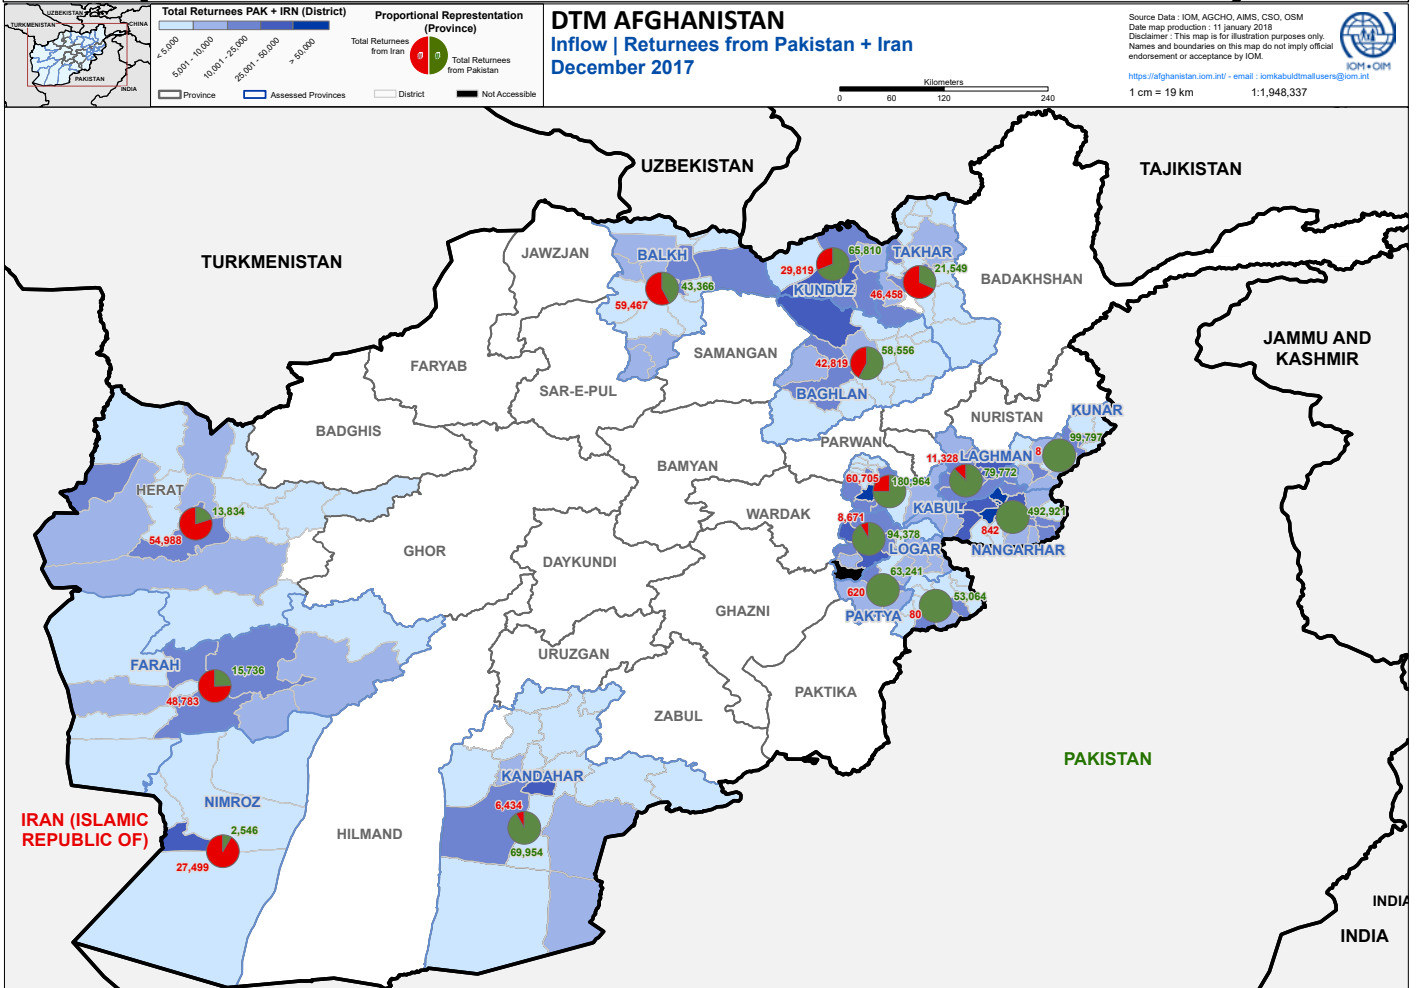 UZBEKISTAN
CHINA
TURKMENISTAN
PAKISTAN
INDIA
Total Returnees PAK + IRN (District)
< 5,000
5,001 - 10,000
10,001 - 25,000
25,001 - 50,000
> 50,000
Province
Assessed Provinces
District
Not Accessible
Proportional Represtentation
(Province)
Total Returnees
from Iran
Total Returnees
from Pakistan
DTM AFGHANISTAN
Inflow | Returnees from Pakistan + Iran
December 2017
Kilometers
0 60 120 240
Source Data : IOM, AGCHO, AIMS, CSO, OSM
Date map production : 11 january 2018
Disclaimer : This map is for illustration purposes only.
Names and boundaries on this map do not imply official
endorsement or acceptance by IOM.
https://afghanistan.iom.int/ - email : iomkabuldtmallusers@iom.int
1 cm = 19 km 1:1,948,337
IOM • OIM
UZBEKISTAN
TAJIKISTAN
TURKMENISTAN
JAWZJAN
BALKH
43,366
59,467
29,819
65,810
KUNDUZ
TAKHAR
21,549
46,458
BADAKHSHAN
JAMMU AND
KASHMIR
FARYAB
SAMANGAN
SAR-E-PUL
42,819
58,556
BAGHLAN
NURISTAN
KUNAR
99,797
8
BADGHIS
PARWAN
11,328
LAGHMAN
79,772
BAMYAN
60,705
180,964
HERAT
13,834
54,988
WARDAK
KABUL
492,921
842
NANGARHAR
8,671
94,378
LOGAR
GHOR
DAYKUNDI
63,241
620
PAKTYA
53,064
80
GHAZNI
URUZGAN
FARAH
15,736
48,783
PAKTIKA
ZABUL
PAKISTAN
KANDAHAR
6,434
69,954
NIMROZ
2,546
27,499
IRAN (ISLAMIC
REPUBLIC OF)
HILMAND
INDIA
INDIA